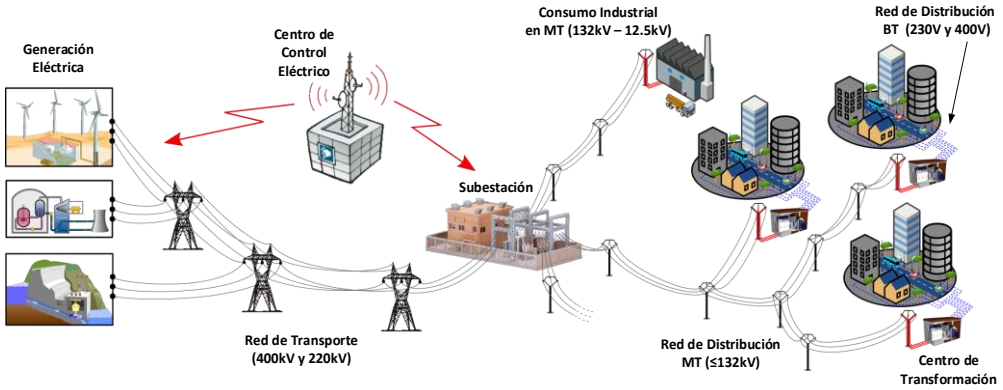 Generación
Eléctrica
Centro de
Control
Eléctrico
Consumo Industrial
en MT (132kV – 12.5kV)
Red de Distribución
BT  (230V y 400V)
Subestación
Red de Transporte
(400kV y 220kV)
Red de Distribución
MT (≤132kV)
Centro de
Transformación